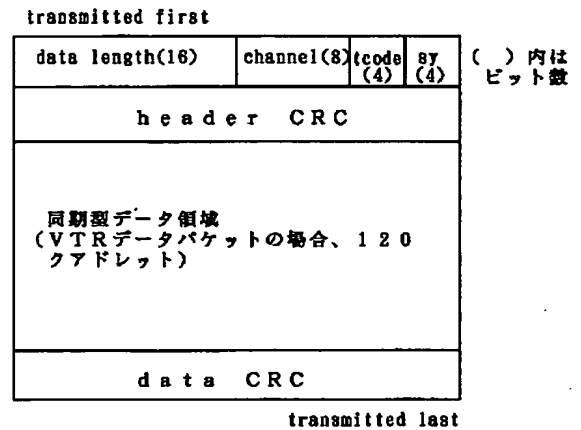 transmitted first
data length(16) channel(8) tcode(4) sy(4)
( ) 内は
ビット数
header CRC
同期型データ領域
(VTRデータパケットの場合、120
クアドレット)
data CRC
transmitted last